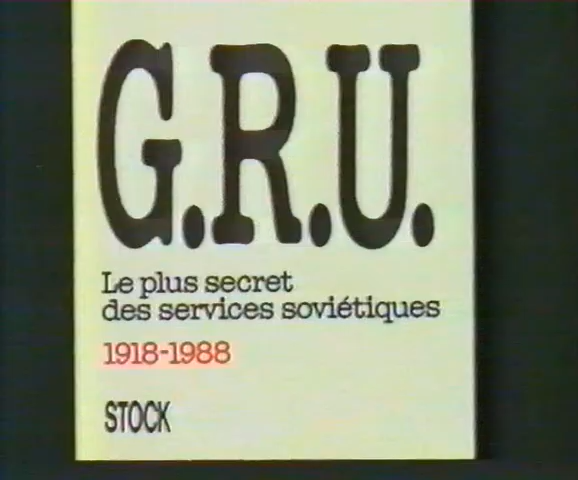 G.R.U.
Le plus secret
des services soviétiques
1918-1988
STOCK